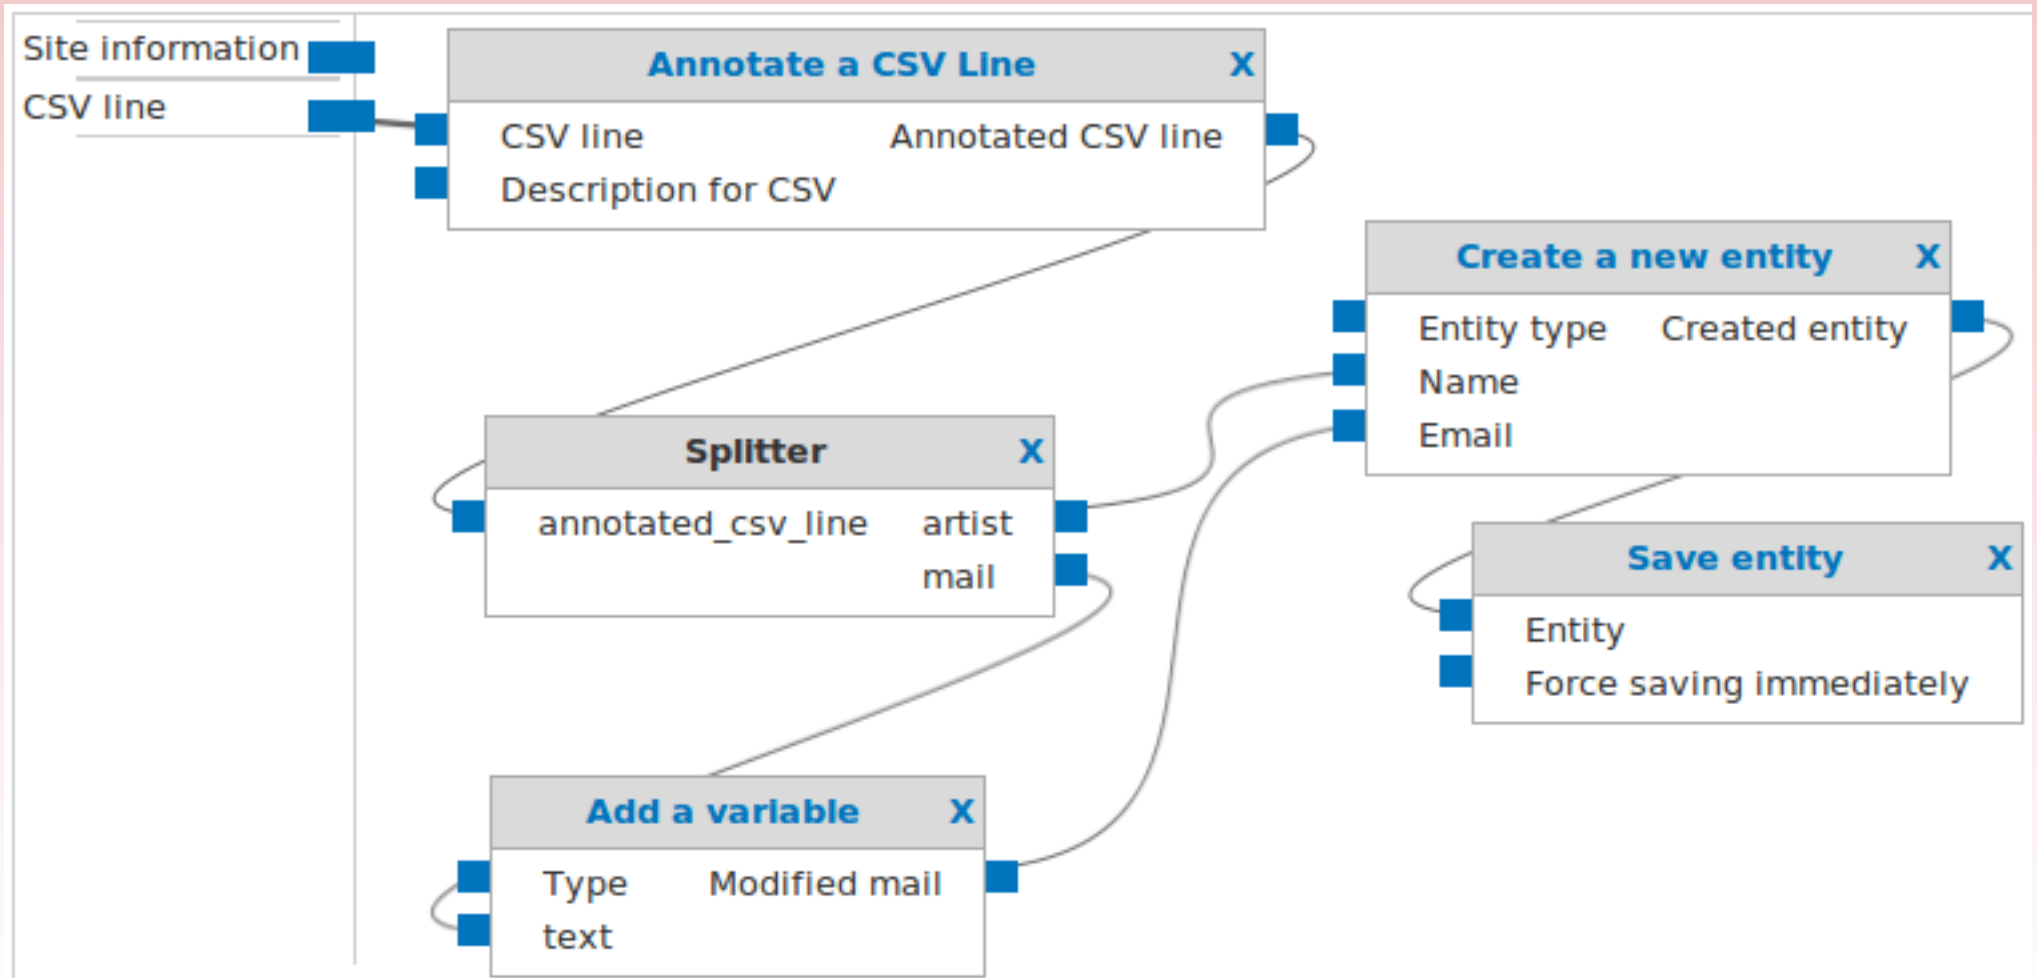 Site information
CSV line
Annotate a CSV Line X
CSV line Annotated CSV line
Description for CSV
Create a new entity X
Entity type Created entity
Name
Email
Splitter X
annotated_csv_line artist
mail
Save entity X
Entity
Force saving immediately
Add a variable X
Type Modified mail
text